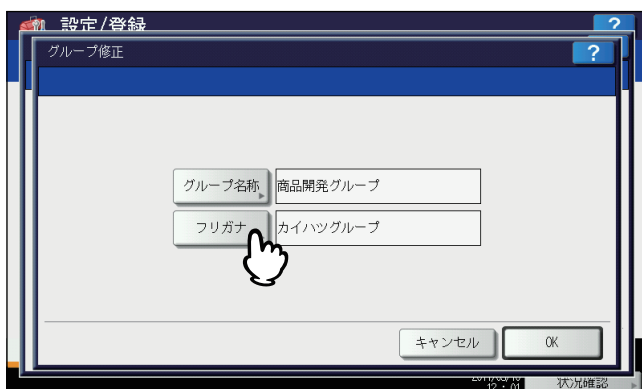 設定/登録
?
グループ修正
?
グループ名称
商品開発グループ
フリガナ
カイハツグループ
キャンセル
OK
12:01
状況確認